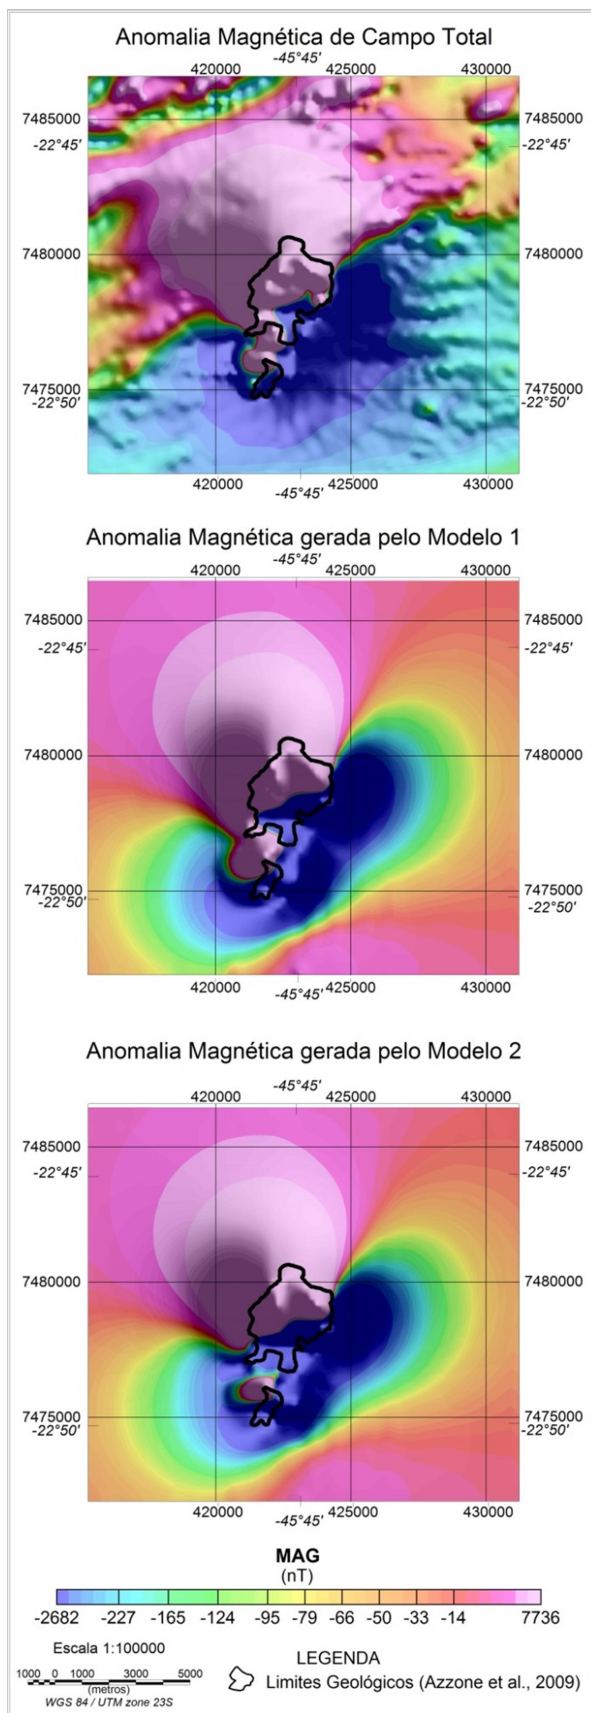 Anomalia Magnética de Campo Total
-45°45'
420000 425000 430000
7485000 7485000
-22°45' -22°45'
7480000 7480000
7475000 7475000
-22°50' -22°50'
420000 425000 430000
-45°45'
Anomalia Magnética gerada pelo Modelo 1
-45°45'
420000 425000 430000
7485000 7485000
-22°45' -22°45'
7480000 7480000
7475000 7475000
-22°50' -22°50'
420000 -45°45' 425000 430000
Anomalia Magnética gerada pelo Modelo 2
-45°45'
420000 425000 430000
7485000 7485000
-22°45' -22°45'
7480000 7480000
7475000 7475000
-22°50' -22°50'
420000 425000 430000
-45°45'
MAG
(nT)
-2682 -227 -165 -124 -95 -79 -66 -50 -33 -14 7736
Escala 1:100000
1000 0 1000 2000 3000 4000 5000
(metros)
WGS 84 / UTM zone 23S
LEGENDA
Limites Geológicos (Azzone et al., 2009)